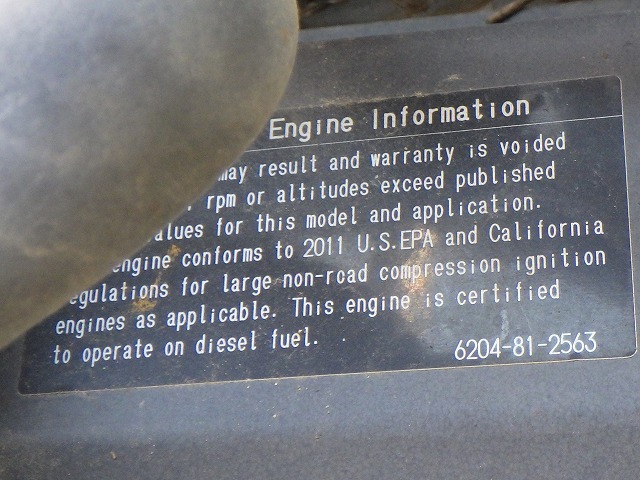 Engine Information
may result and warranty is voided
rpm or altitudes exceed published
values for this model and application.
engine conforms to 2011 U.S.EPA and California
regulations for large non-road compression ignition
engines as applicable. This engine is certified
to operate on diesel fuel.
6204-81-2563